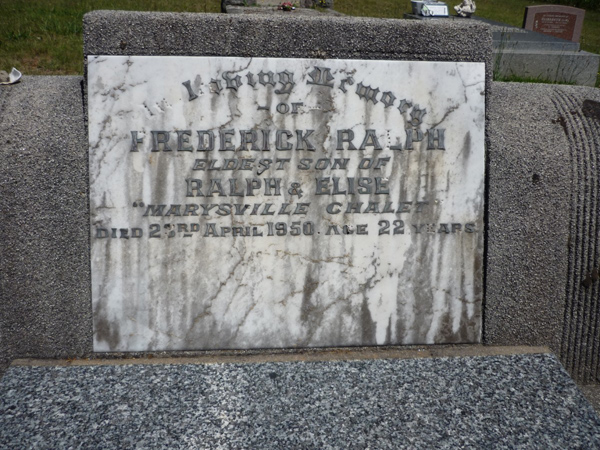 In Loving Memory
- OF -
FREDERICK RALPH
ELDEST SON OF
RALPH & ELISE
"MARYSVILLE CHALET"
DIED 23RD APRIL 1950. AGE 22 YEARS.